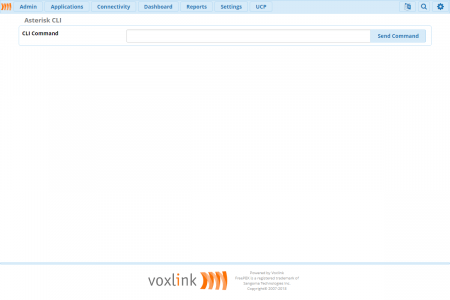 Admin Applications Connectivity Dashboard Reports Settings UCP
Asterisk CLI
CLI Command
Send Command
voxlink
Powered by Voxlink
FreePBX is a registered trademark of
Sangoma Technologies Inc.
Copyright© 2007-2018